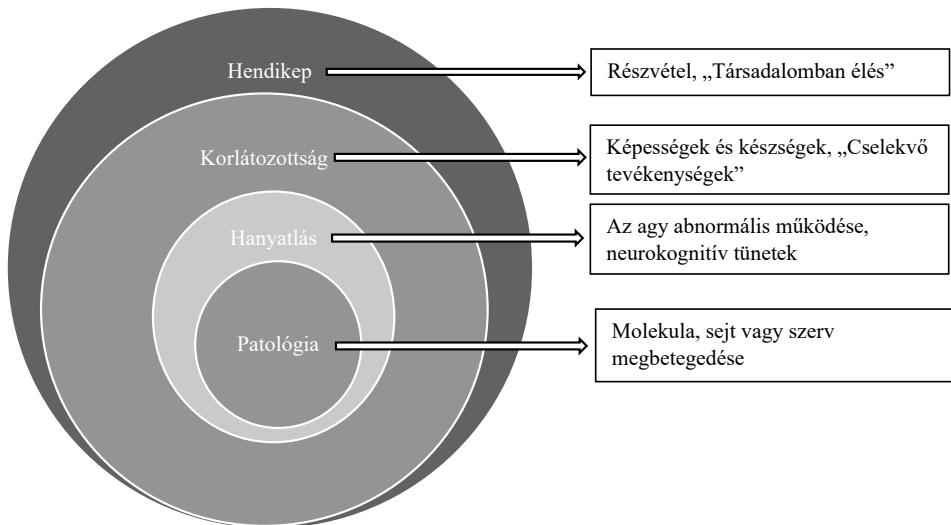 Hendikep
Részvétel, „Társadalomban élés”
Korlátozottság
Képességek és készségek, „Cselekvő
tevékenységek”
Hanyatlás
Az agy abnormális működése,
neurokognitív tünetek
Patológia
Molekula, sejt vagy szerv
megbetegedése